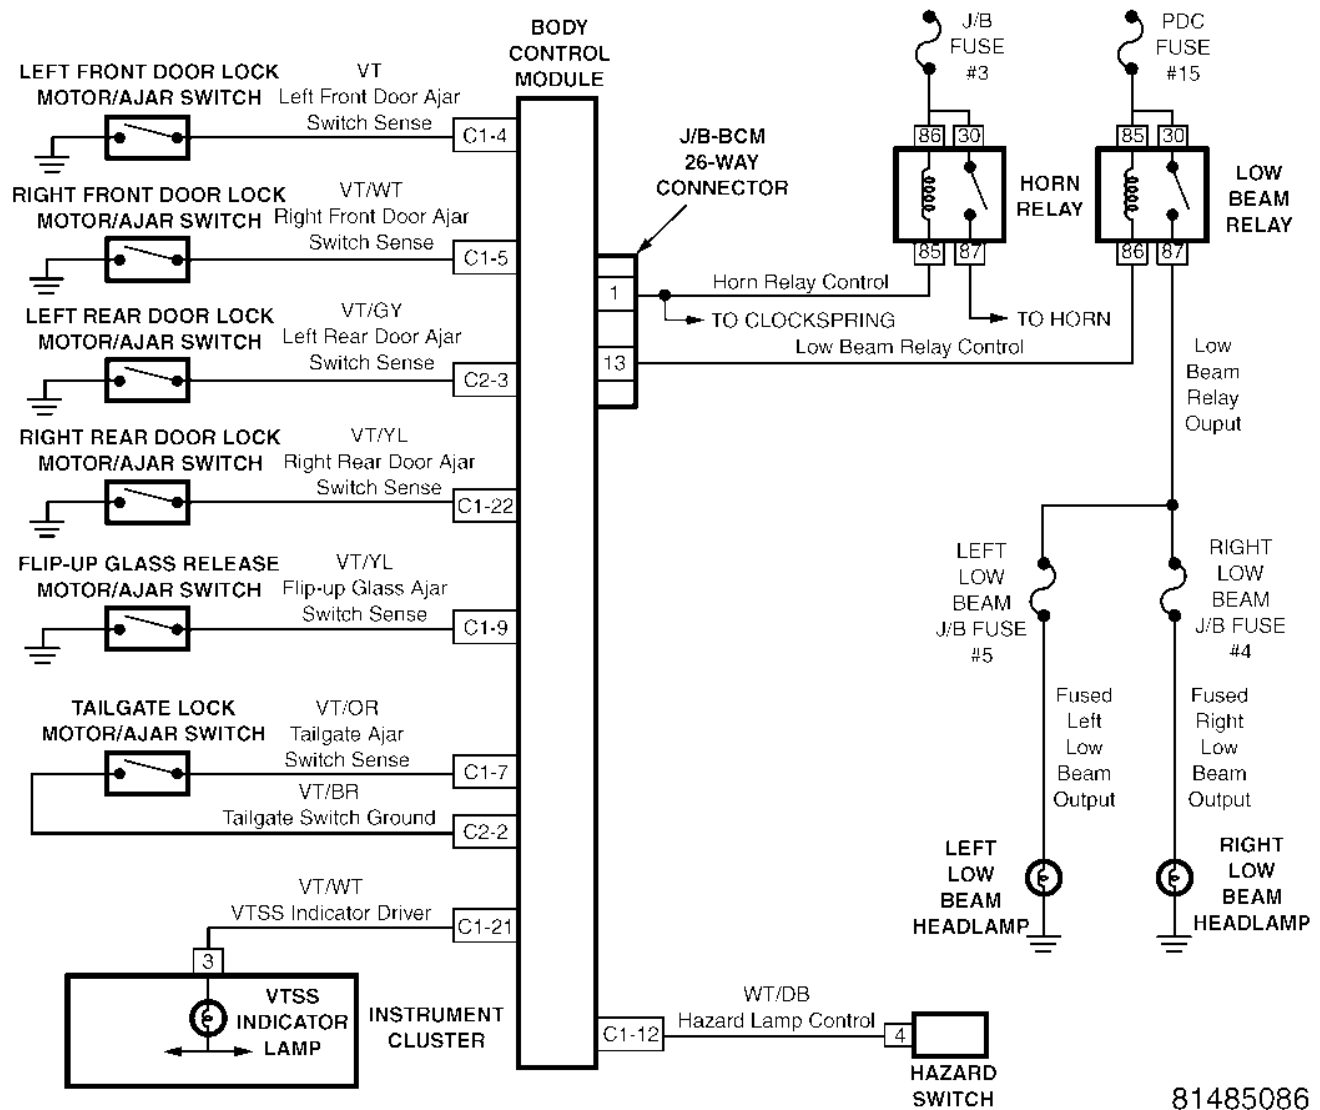 BODY
CONTROL
MODULE
LEFT FRONT DOOR LOCK
MOTOR/AJAR SWITCH
VT
Left Front Door Ajar
Switch Sense
C1-4
RIGHT FRONT DOOR LOCK
MOTOR/AJAR SWITCH
VT/WT
Right Front Door Ajar
Switch Sense
C1-5
LEFT REAR DOOR LOCK
MOTOR/AJAR SWITCH
VT/GY
Left Rear Door Ajar
Switch Sense
C2-3
RIGHT REAR DOOR LOCK
MOTOR/AJAR SWITCH
VT/YL
Right Rear Door Ajar
Switch Sense
C1-22
FLIP-UP GLASS RELEASE
MOTOR/AJAR SWITCH
VT/YL
Flip-up Glass Ajar
Switch Sense
C1-9
TAILGATE LOCK
MOTOR/AJAR SWITCH
VT/OR
Tailgate Ajar
Switch Sense
C1-7
VT/BR
Tailgate Switch Ground
C2-2
VT/WT
VTSS Indicator Driver
C1-21
3
VTSS
INDICATOR
LAMP
INSTRUMENT
CLUSTER
J/B-BCM
26-WAY
CONNECTOR
1
13
Horn Relay Control
TO CLOCKSPRING
Low Beam Relay Control
J/B
FUSE
#3
86
30
85
87
HORN
RELAY
TO HORN
PDC
FUSE
#15
85
30
86
87
LOW
BEAM
RELAY
Low
Beam
Relay
Ouput
LEFT
LOW
BEAM
J/B FUSE
#5
RIGHT
LOW
BEAM
J/B FUSE
#4
Fused
Left
Low
Beam
Output
Fused
Right
Low
Beam
Output
LEFT
LOW
BEAM
HEADLAMP
RIGHT
LOW
BEAM
HEADLAMP
C1-12
WT/DB
Hazard Lamp Control
4
HAZARD
SWITCH
81485086